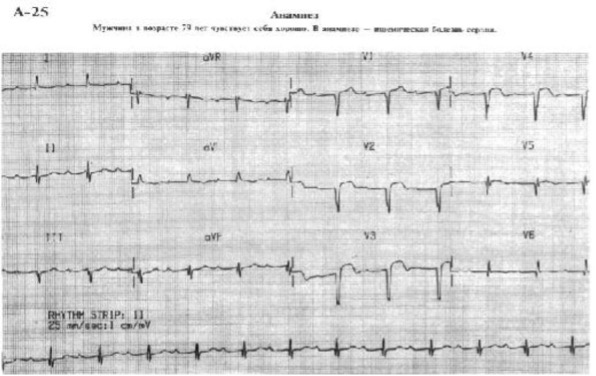 А-25
Анамнез
Мужчина в возрасте 79 лет чувствует себя хорошо. В анамнезе — ишемическая болезнь сердца.
I aVR V1 V4
II aVL V2 V5
III aVF V3 V6
RHYTHM STRIP: II
25 mm/sec:1 cm/mV